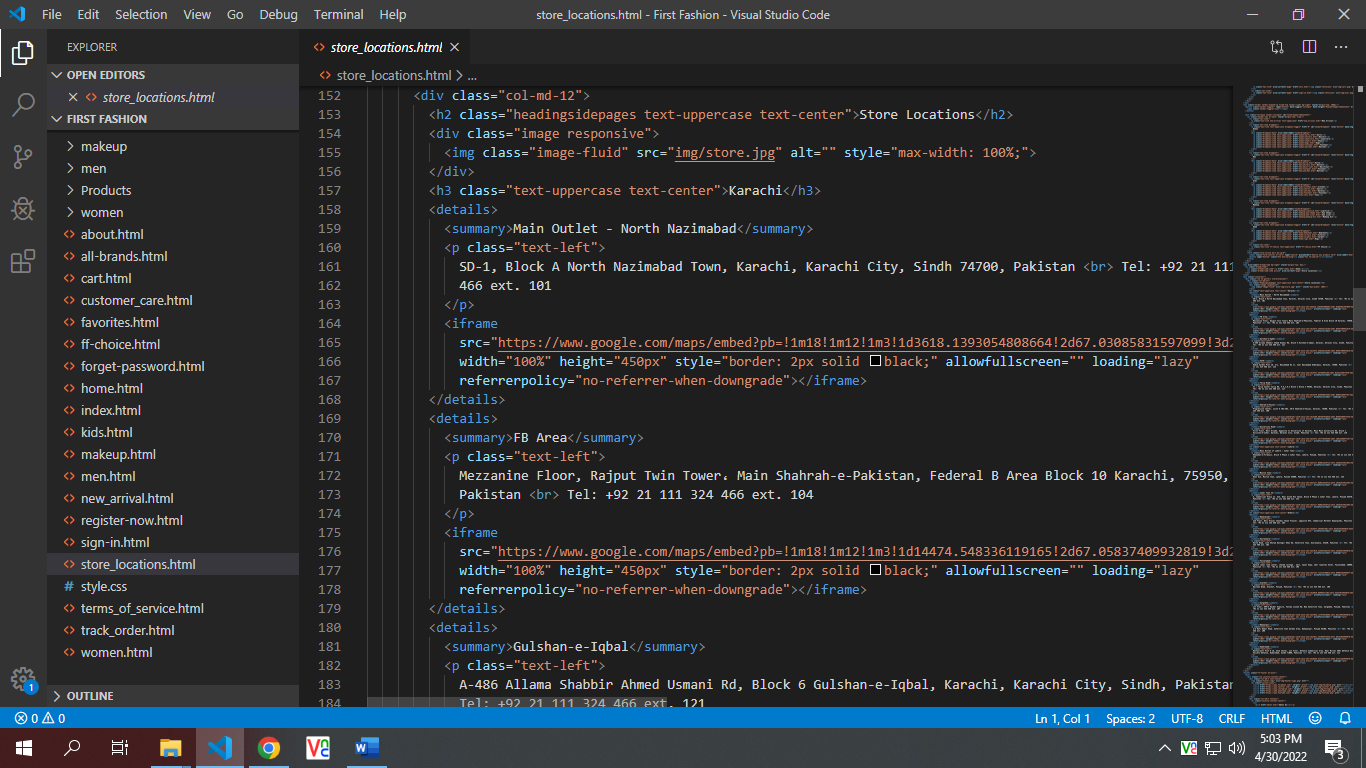 File Edit Selection View Go Debug Terminal Help store_locations.html - First Fashion - Visual Studio Code
EXPLORER
OPEN EDITORS
store_locations.html
FIRST FASHION
makeup
men
Products
women
about.html
all-brands.html
cart.html
customer_care.html
favorites.html
ff-choice.html
forget-password.html
home.html
index.html
kids.html
makeup.html
men.html
new_arrival.html
register-now.html
sign-in.html
store_locations.html
# style.css
terms_of_service.html
track_order.html
women.html
OUTLINE
store_locations.html
store_locations.html > ...
152 <div class="col-md-12">
153 <h2 class="headingsidepages text-uppercase text-center">Store Locations</h2>
154 <div class="image responsive">
155 <img class="image-fluid" src="img/store.jpg" alt="" style="max-width: 100%;">
156 </div>
157 <h3 class="text-uppercase text-center">Karachi</h3>
158 <details>
159 <summary>Main Outlet - North Nazimabad</summary>
160 <p class="text-left">
161 SD-1, Block A North Nazimabad Town, Karachi, Karachi City, Sindh 74700, Pakistan <br> Tel: +92 21 111
162 466 ext. 101
163 </p>
164 <iframe
165 src="https://www.google.com/maps/embed?pb=!1m18!1m12!1m3!1d3618.1393054808664!2d67.03085831597099!3d2
166 width="100%" height="450px" style="border: 2px solid black;" allowfullscreen="" loading="lazy"
167 referrerpolicy="no-referrer-when-downgrade"></iframe>
168 </details>
169 <details>
170 <summary>FB Area</summary>
171 <p class="text-left">
172 Mezzanine Floor, Rajput Twin Tower، Main Shahrah-e-Pakistan, Federal B Area Block 10 Karachi, 75950,
173 Pakistan <br> Tel: +92 21 111 324 466 ext. 104
174 </p>
175 <iframe
176 src="https://www.google.com/maps/embed?pb=!1m18!1m12!1m3!1d14474.548336119165!2d67.05837409932819!3d2
177 width="100%" height="450px" style="border: 2px solid black;" allowfullscreen="" loading="lazy"
178 referrerpolicy="no-referrer-when-downgrade"></iframe>
179 </details>
180 <details>
181 <summary>Gulshan-e-Iqbal</summary>
182 <p class="text-left">
183 A-486 Allama Shabbir Ahmed Usmani Rd, Block 6 Gulshan-e-Iqbal, Karachi, Karachi City, Sindh, Pakistan
184 Tel: +92 21 111 324 466 ext. 121
1
0 0 Ln 1, Col 1 Spaces: 2 UTF-8 CRLF HTML
5:03 PM
4/30/2022
3